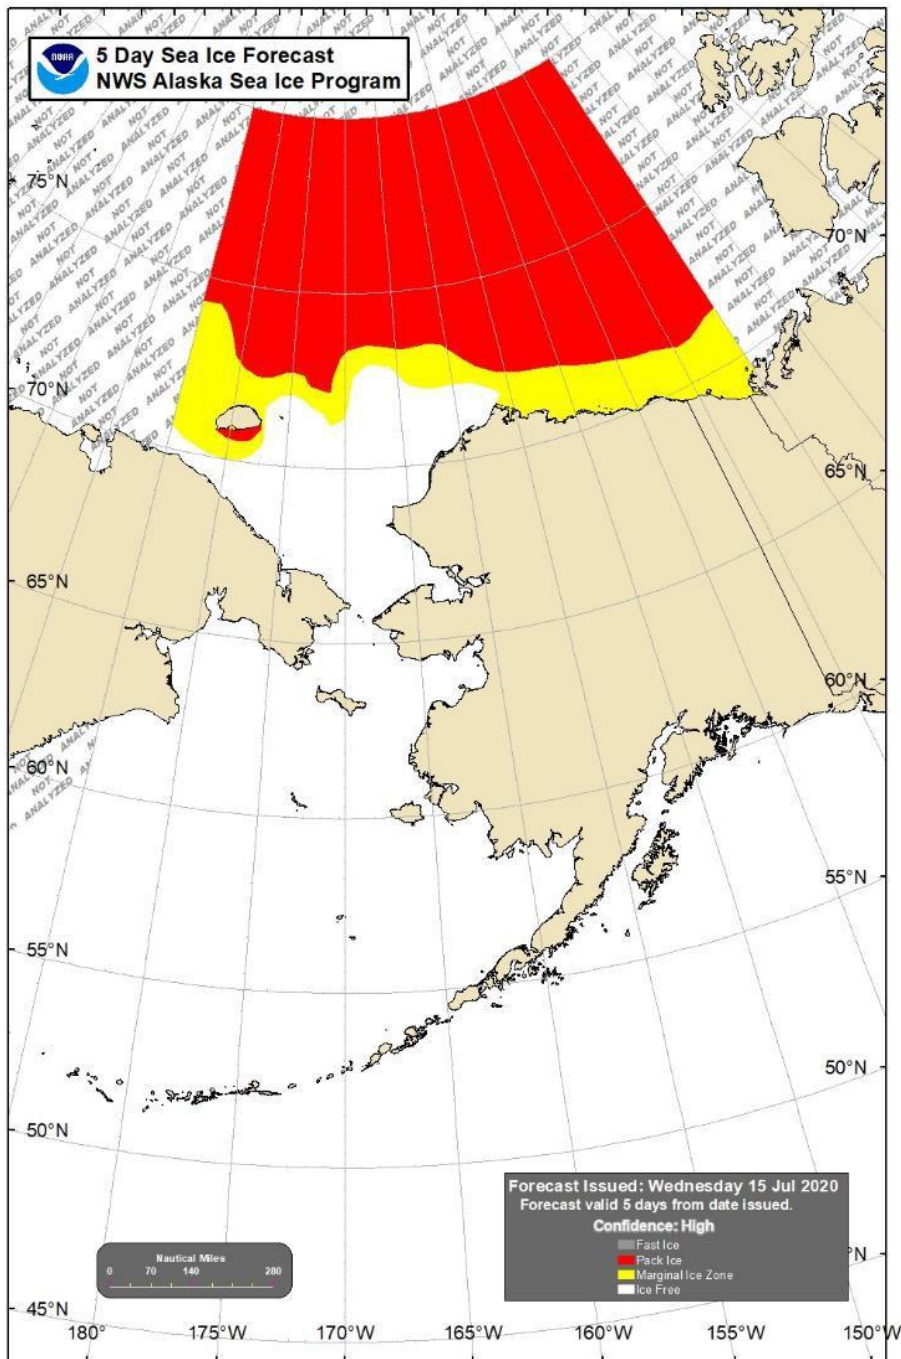 NOAA
5 Day Sea Ice Forecast
NWS Alaska Sea Ice Program
NOT
ANALYZED
75°N
70°N
70°N
65°N
65°N
60°N
60°N
55°N
55°N
50°N
50°N
Forecast Issued: Wednesday 15 Jul 2020
Forecast valid 5 days from date issued.
Confidence: High
Fast Ice
Pack Ice
Marginal Ice Zone
Ice Free
°N
Nautical Miles
0 70 140 280
45°N
180° 175°W 170°W 165°W 160°W 155°W 150°W